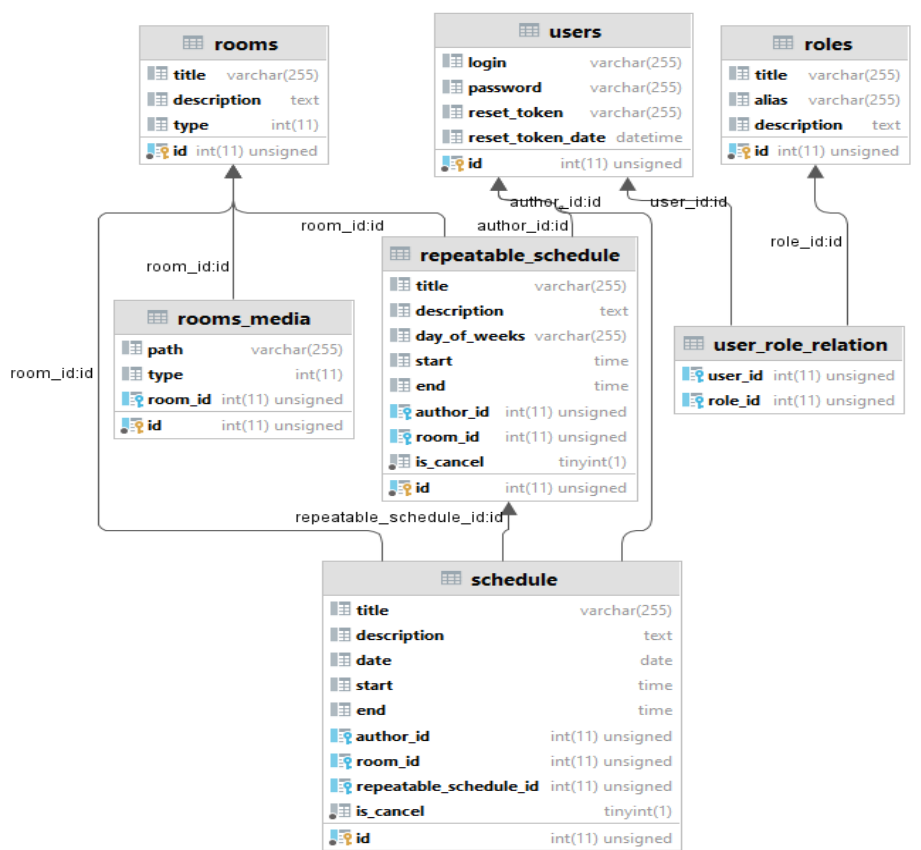 rooms
title varchar(255)
description text
type int(11)
id int(11) unsigned
users
login varchar(255)
password varchar(255)
reset_token varchar(255)
reset_token_date datetime
id int(11) unsigned
roles
title varchar(255)
alias varchar(255)
description text
id int(11) unsigned
author_id:id
user_id:id
room_id:id
author_id:id
role_id:id
room_id:id
repeatable_schedule
title varchar(255)
description text
day_of_weeks varchar(255)
start time
end time
author_id int(11) unsigned
room_id int(11) unsigned
is_cancel tinyint(1)
id int(11) unsigned
rooms_media
path varchar(255)
type int(11)
room_id int(11) unsigned
id int(11) unsigned
user_role_relation
user_id int(11) unsigned
role_id int(11) unsigned
room_id:id
repeatable_schedule_id:id
schedule
title varchar(255)
description text
date date
start time
end time
author_id int(11) unsigned
room_id int(11) unsigned
repeatable_schedule_id int(11) unsigned
is_cancel tinyint(1)
id int(11) unsigned